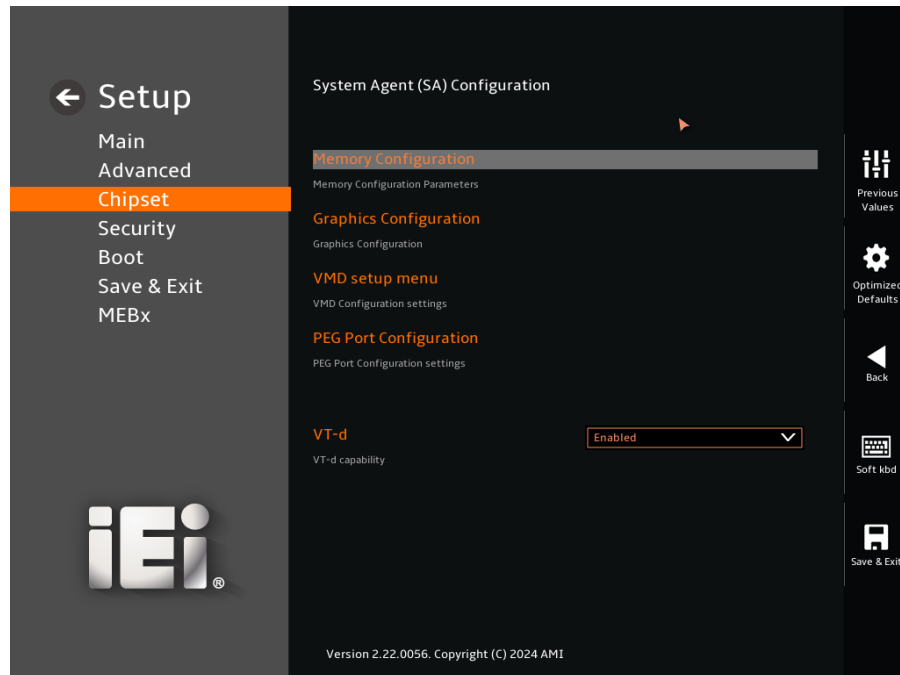 Setup
Main
Advanced
Chipset
Security
Boot
Save & Exit
MEBx
iEi®
System Agent (SA) Configuration
Memory Configuration
Memory Configuration Parameters
Graphics Configuration
Graphics Configuration
VMD setup menu
VMD Configuration settings
PEG Port Configuration
PEG Port Configuration settings
VT-d Enabled
VT-d capability
Version 2.22.0056. Copyright (C) 2024 AMI
Previous
Values
Optimized
Defaults
Back
Soft kbd
Save & Exit